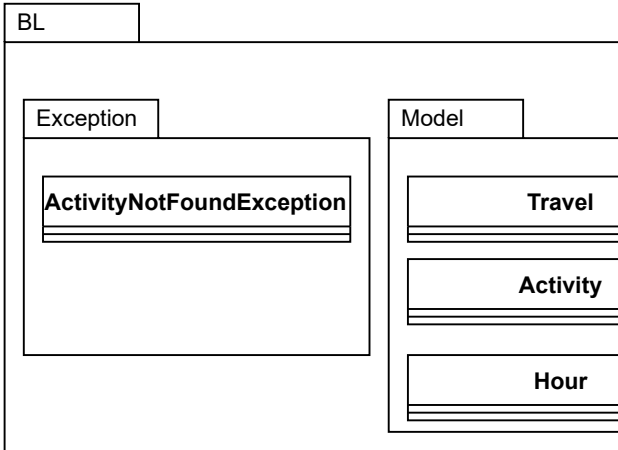 BL
Exception
ActivityNotFoundException
Model
Travel
Activity
Hour